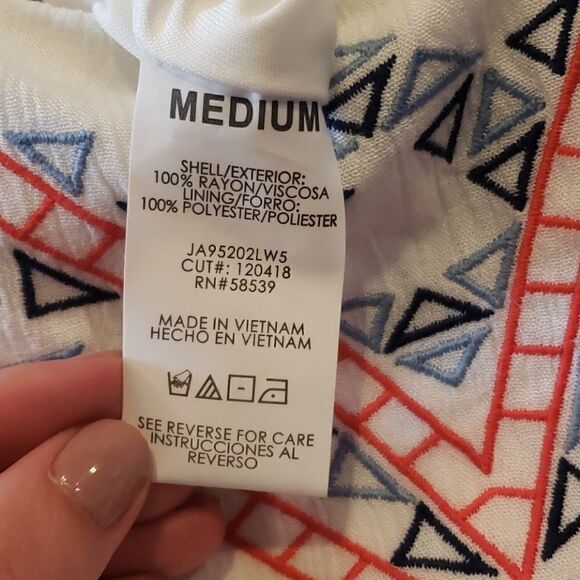 MEDIUM
SHELL/EXTERIOR:
100% RAYON/VISCOSA
LINING/FORRO:
100% POLYESTER/POLIESTER
JA95202LW5
CUT#: 120418
RN#58539
MADE IN VIETNAM
HECHO EN VIETNAM
SEE REVERSE FOR CARE
INSTRUCCIONES AL
REVERSO